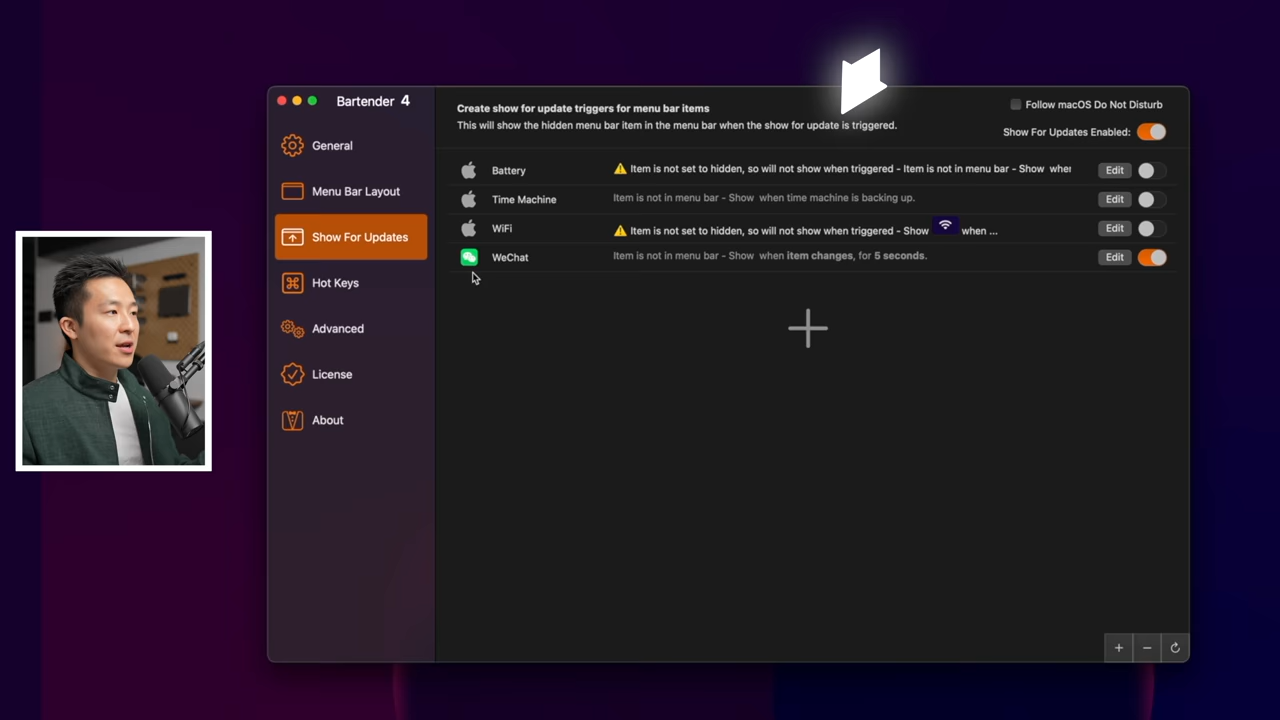 Bartender 4
General
Menu Bar Layout
Show For Updates
Hot Keys
Advanced
License
About
Create show for update triggers for menu bar items
This will show the hidden menu bar item in the menu bar when the show for update is triggered.
Follow macOS Do Not Disturb
Show For Updates Enabled:
Battery
Item is not set to hidden, so will not show when triggered - Item is not in menu bar - Show when
Edit
Time Machine
Item is not in menu bar - Show when time machine is backing up.
Edit
WiFi
Item is not set to hidden, so will not show when triggered - Show when ...
Edit
WeChat
Item is not in menu bar - Show when item changes, for 5 seconds.
Edit